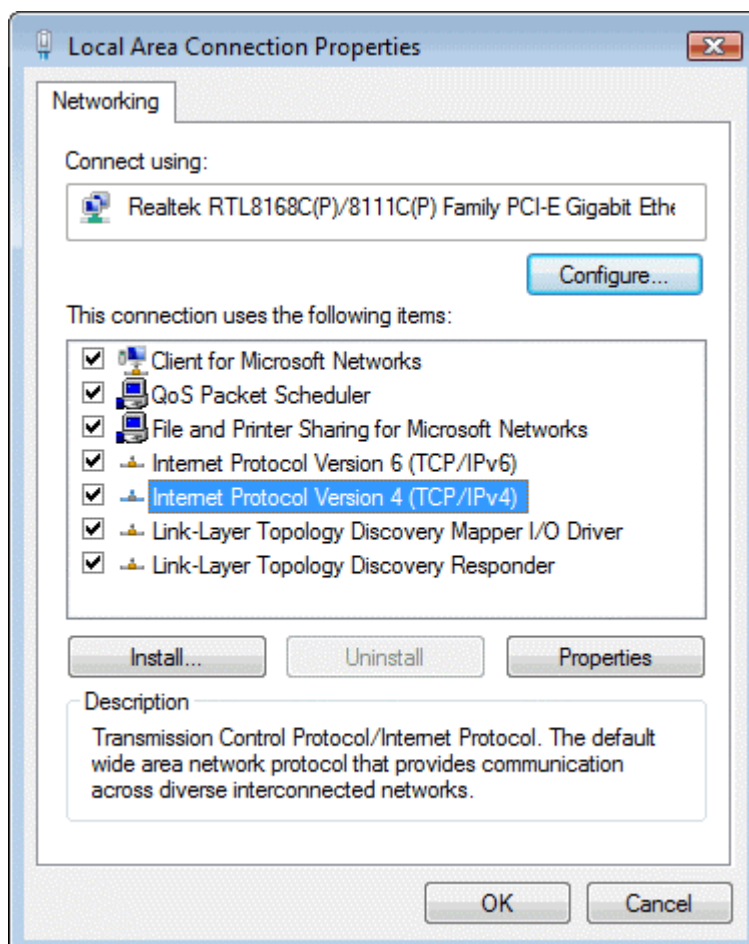 Local Area Connection Properties
Networking
Connect using:
Realtek RTL8168C(P)/8111C(P) Family PCI-E Gigabit Ethe
Configure...
This connection uses the following items:
Client for Microsoft Networks
QoS Packet Scheduler
File and Printer Sharing for Microsoft Networks
Internet Protocol Version 6 (TCP/IPv6)
Internet Protocol Version 4 (TCP/IPv4)
Link-Layer Topology Discovery Mapper I/O Driver
Link-Layer Topology Discovery Responder
Install... Uninstall Properties
Description
Transmission Control Protocol/Internet Protocol. The default
wide area network protocol that provides communication
across diverse interconnected networks.
OK Cancel